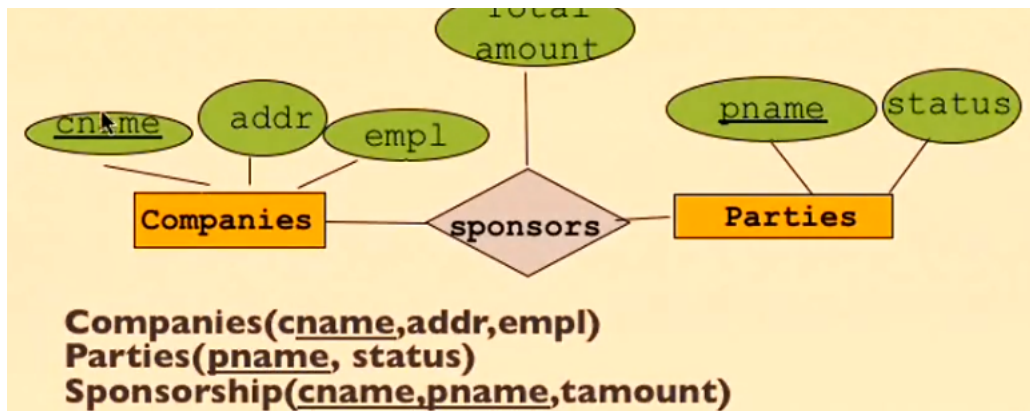 Total
amount
cname
addr
empl
pname
status
Companies
sponsors
Parties
Companies(cname,addr,empl)
Parties(pname, status)
Sponsorship(cname,pname,tamount)